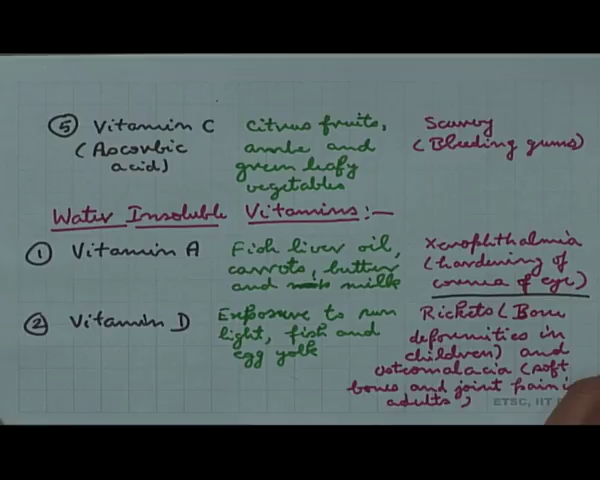 ⑤ Vitamin C Citrus fruits, Scurvy
(Ascorbic amla and (Bleeding gums)
acid) green leafy
vegetables
Water Insoluble Vitamins :-
① Vitamin A Fish liver oil, Xerophthalmia
carrots, butter (hardening of
and milk cornea of eye)
② Vitamin D Exposure to sun Rickets (Bone
light, fish and deformities in
egg yolk children) and
osteomalacia (soft
bones and joint pain in
adults)
ETSC, IIT